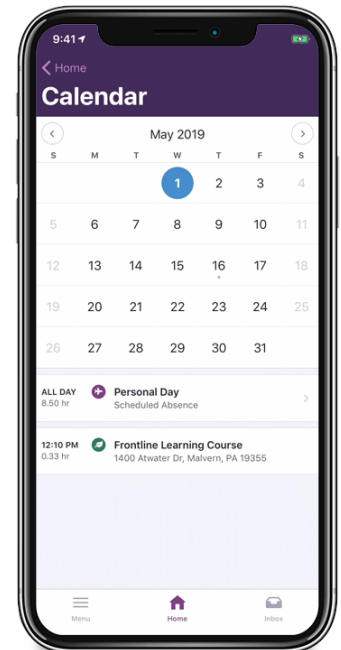 9:41
Home
Calendar
May 2019
S M T W T F S
1 2 3 4
5 6 7 8 9 10 11
12 13 14 15 16 17 18
19 20 21 22 23 24 25
26 27 28 29 30 31
ALL DAY Personal Day
8.50 hr Scheduled Absence
12:10 PM Frontline Learning Course
0.33 hr 1400 Atwater Dr, Malvern, PA 19355
Menu Home Inbox